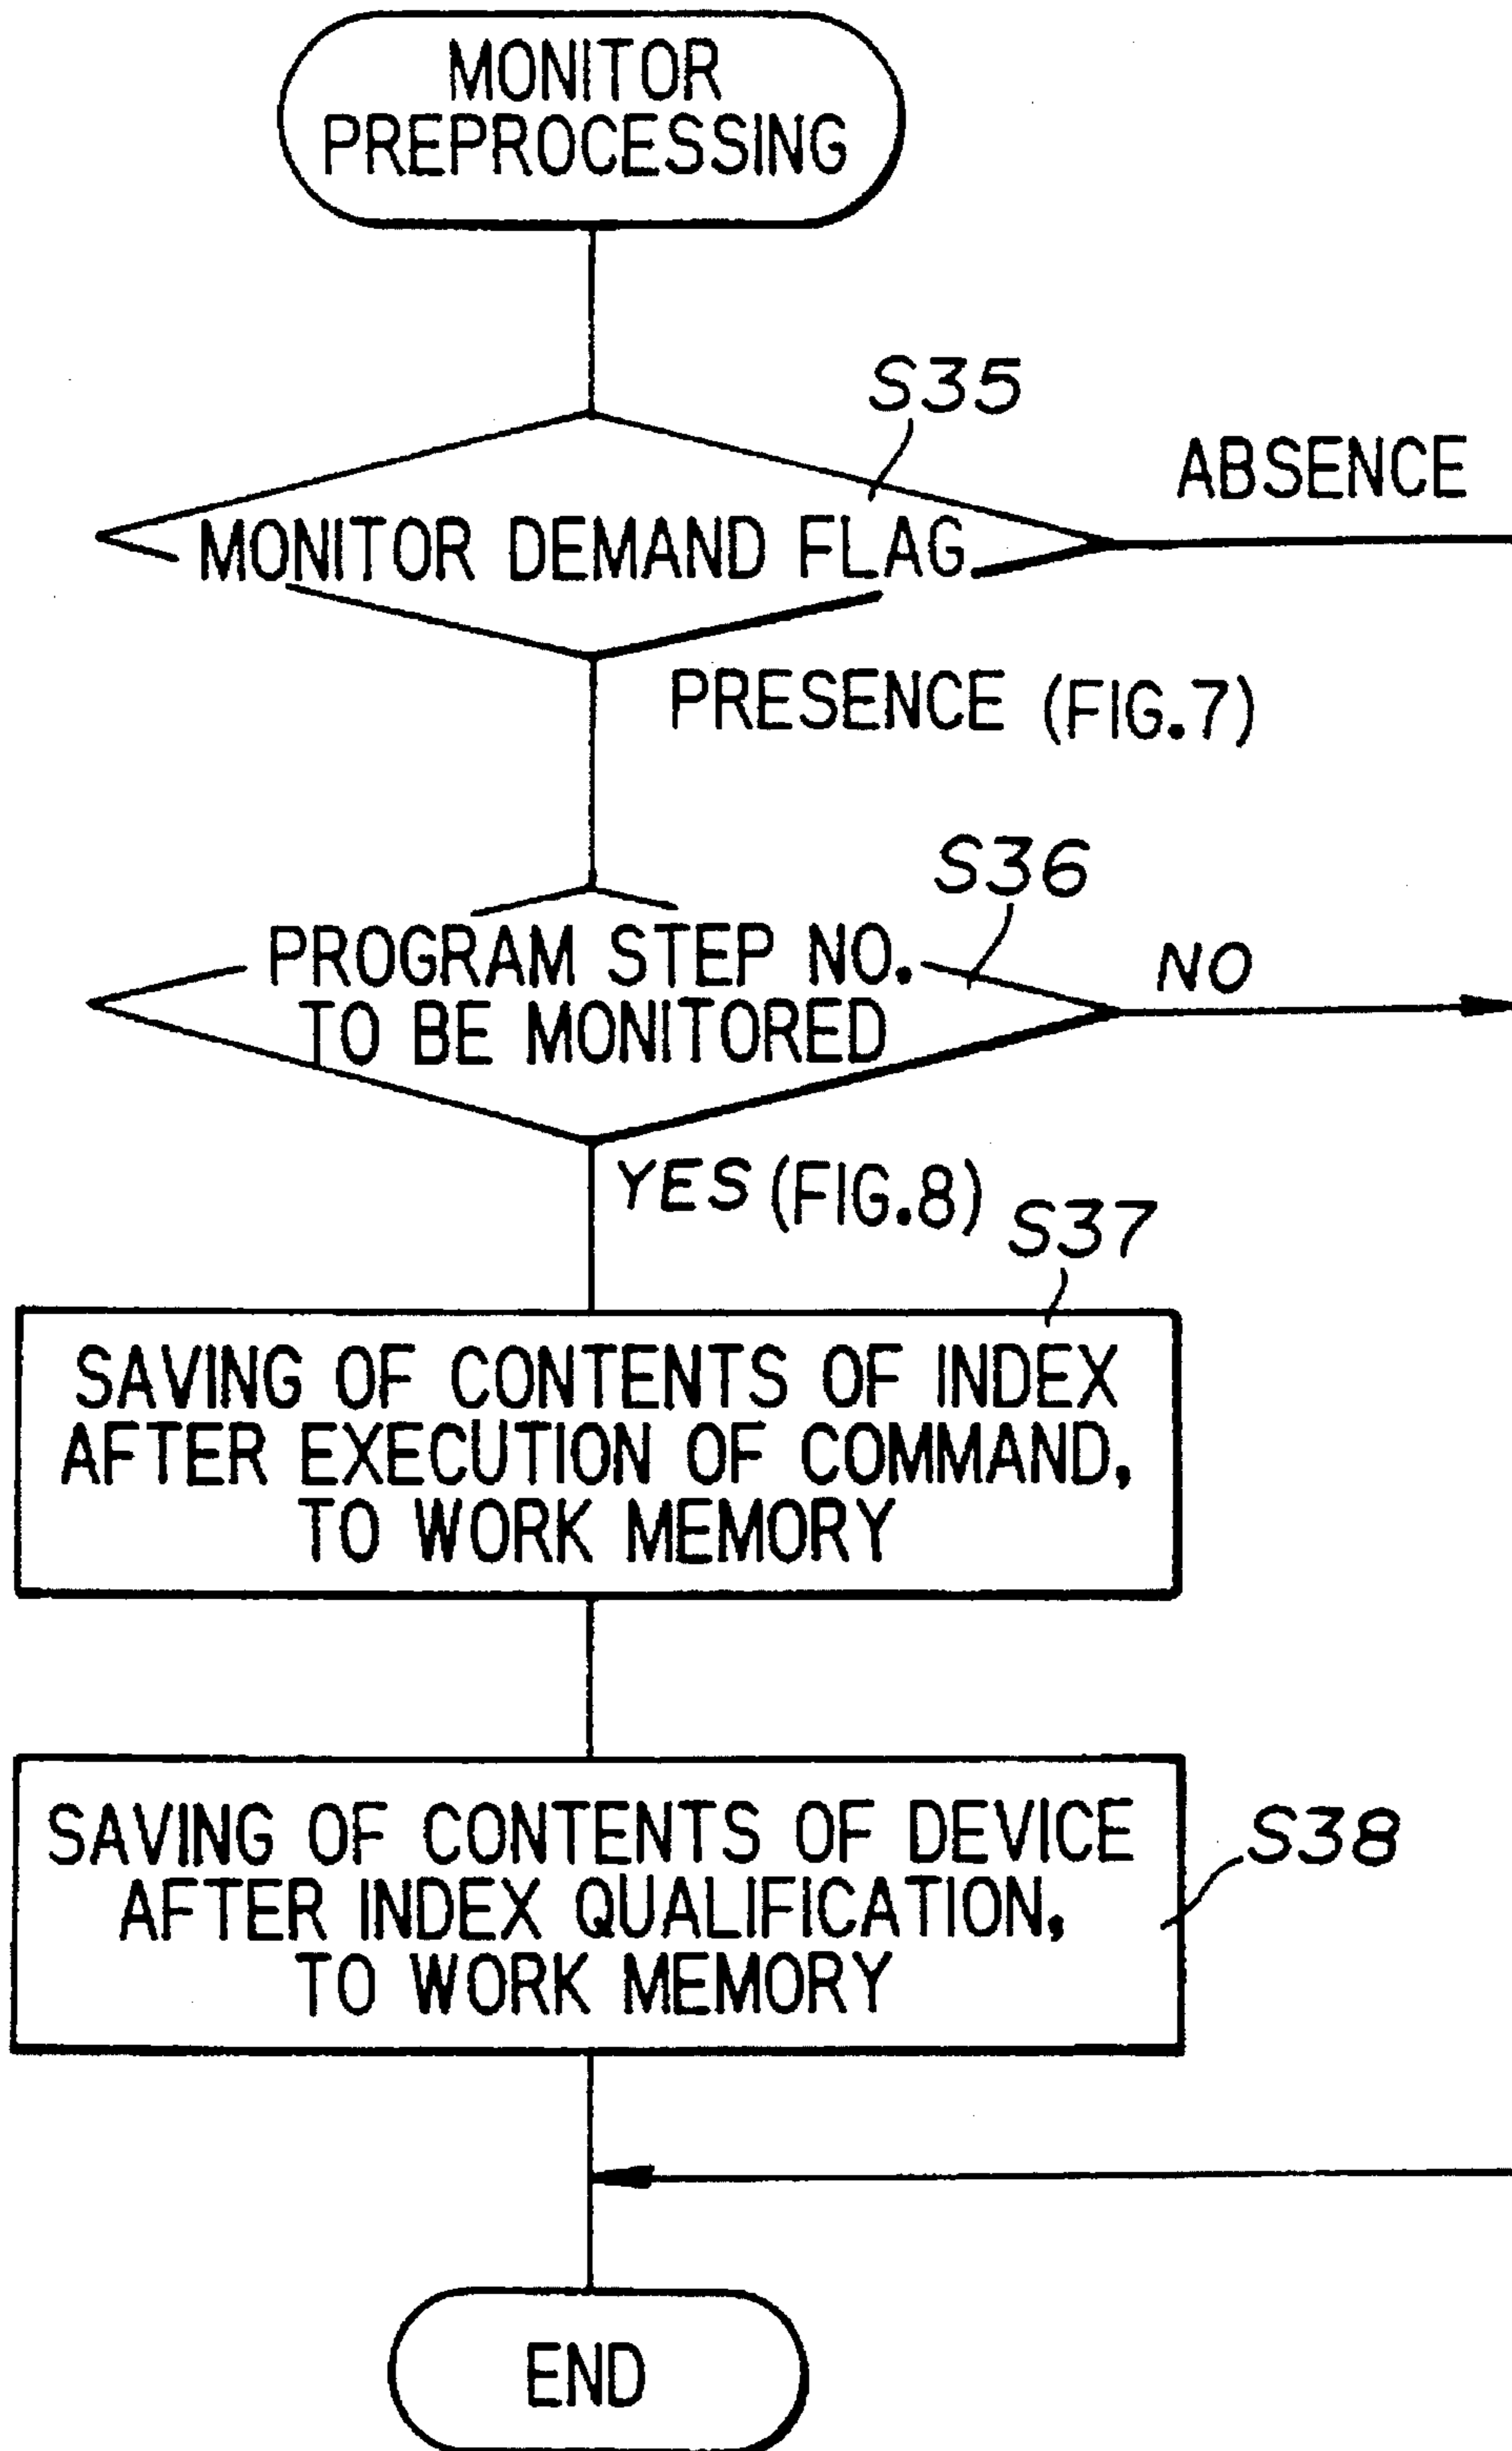 MONITOR
PREPROCESSING
S35
ABSENCE
MONITOR DEMAND FLAG
PRESENCE (FIG.7)
S36
PROGRAM STEP NO.
TO BE MONITORED
NO
YES (FIG.8)
S37
SAVING OF CONTENTS OF INDEX
AFTER EXECUTION OF COMMAND,
TO WORK MEMORY
SAVING OF CONTENTS OF DEVICE
AFTER INDEX QUALIFICATION,
TO WORK MEMORY
S38
END